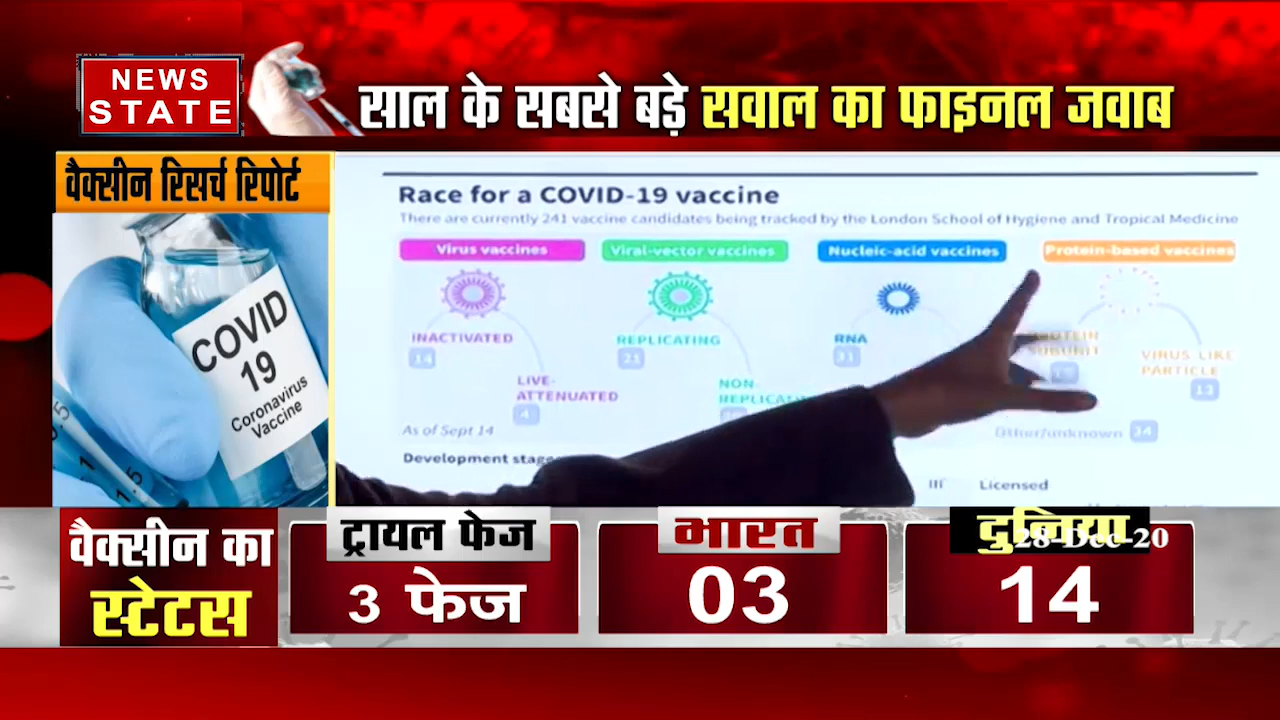 NEWS
STATE
साल के सबसे बड़े सवाल का फाइनल जवाब
वैक्सीन रिसर्च रिपोर्ट
COVID
19
Coronavirus
Vaccine
Race for a COVID-19 vaccine
There are currently 241 vaccine candidates being tracked by the London School of Hygiene and Tropical Medicine
Virus vaccines
Viral-vector vaccines
Nucleic-acid vaccines
Protein-based vaccines
INACTIVATED
14
LIVE-
ATTENUATED
4
REPLICATING
21
NON-
RNA
31
PROTEIN
SUBUNIT
VIRUS LIKE
PARTICLE
13
Other/unknown 34
As of Sept 14
Development stage
III
Licensed
वैक्सीन का
स्टेटस
ट्रायल फेज
3 फेज
भारत
03
दुनिया
28-Dec-20
14